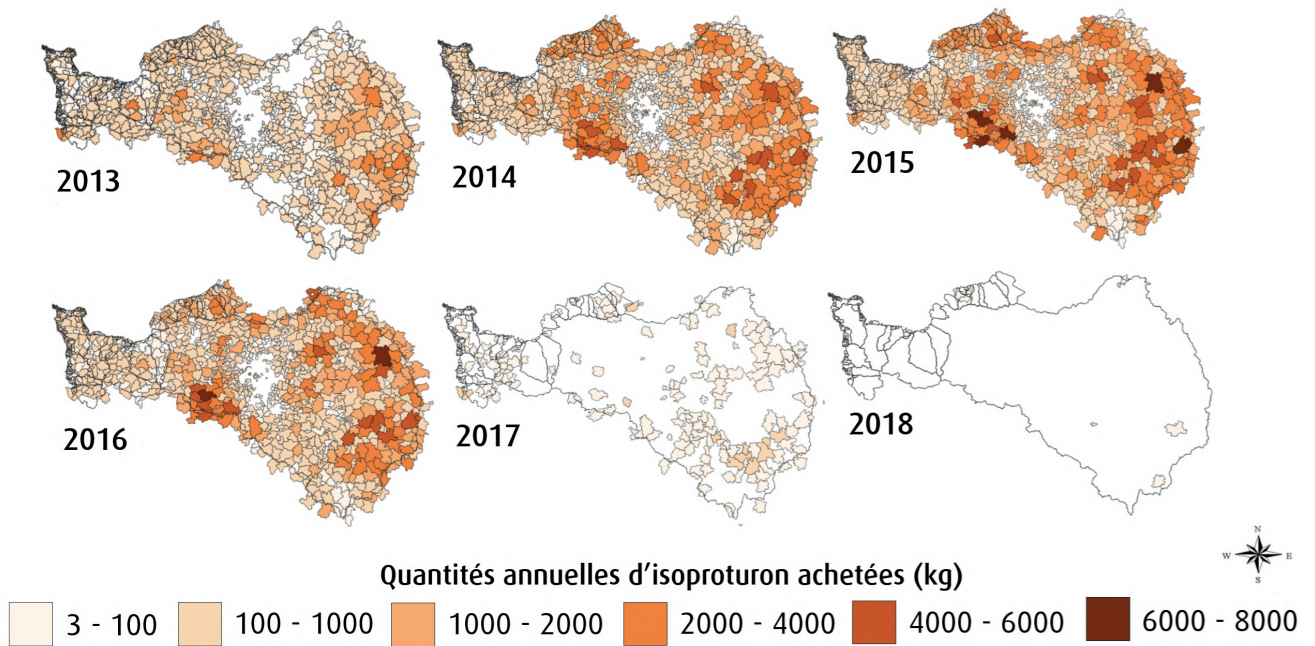 2013
2014
2015
2016
2017
2018
N
W E
S
Quantités annuelles d'isoproturon achetées (kg)
3 - 100 100 - 1000 1000 - 2000 2000 - 4000 4000 - 6000 6000 - 8000